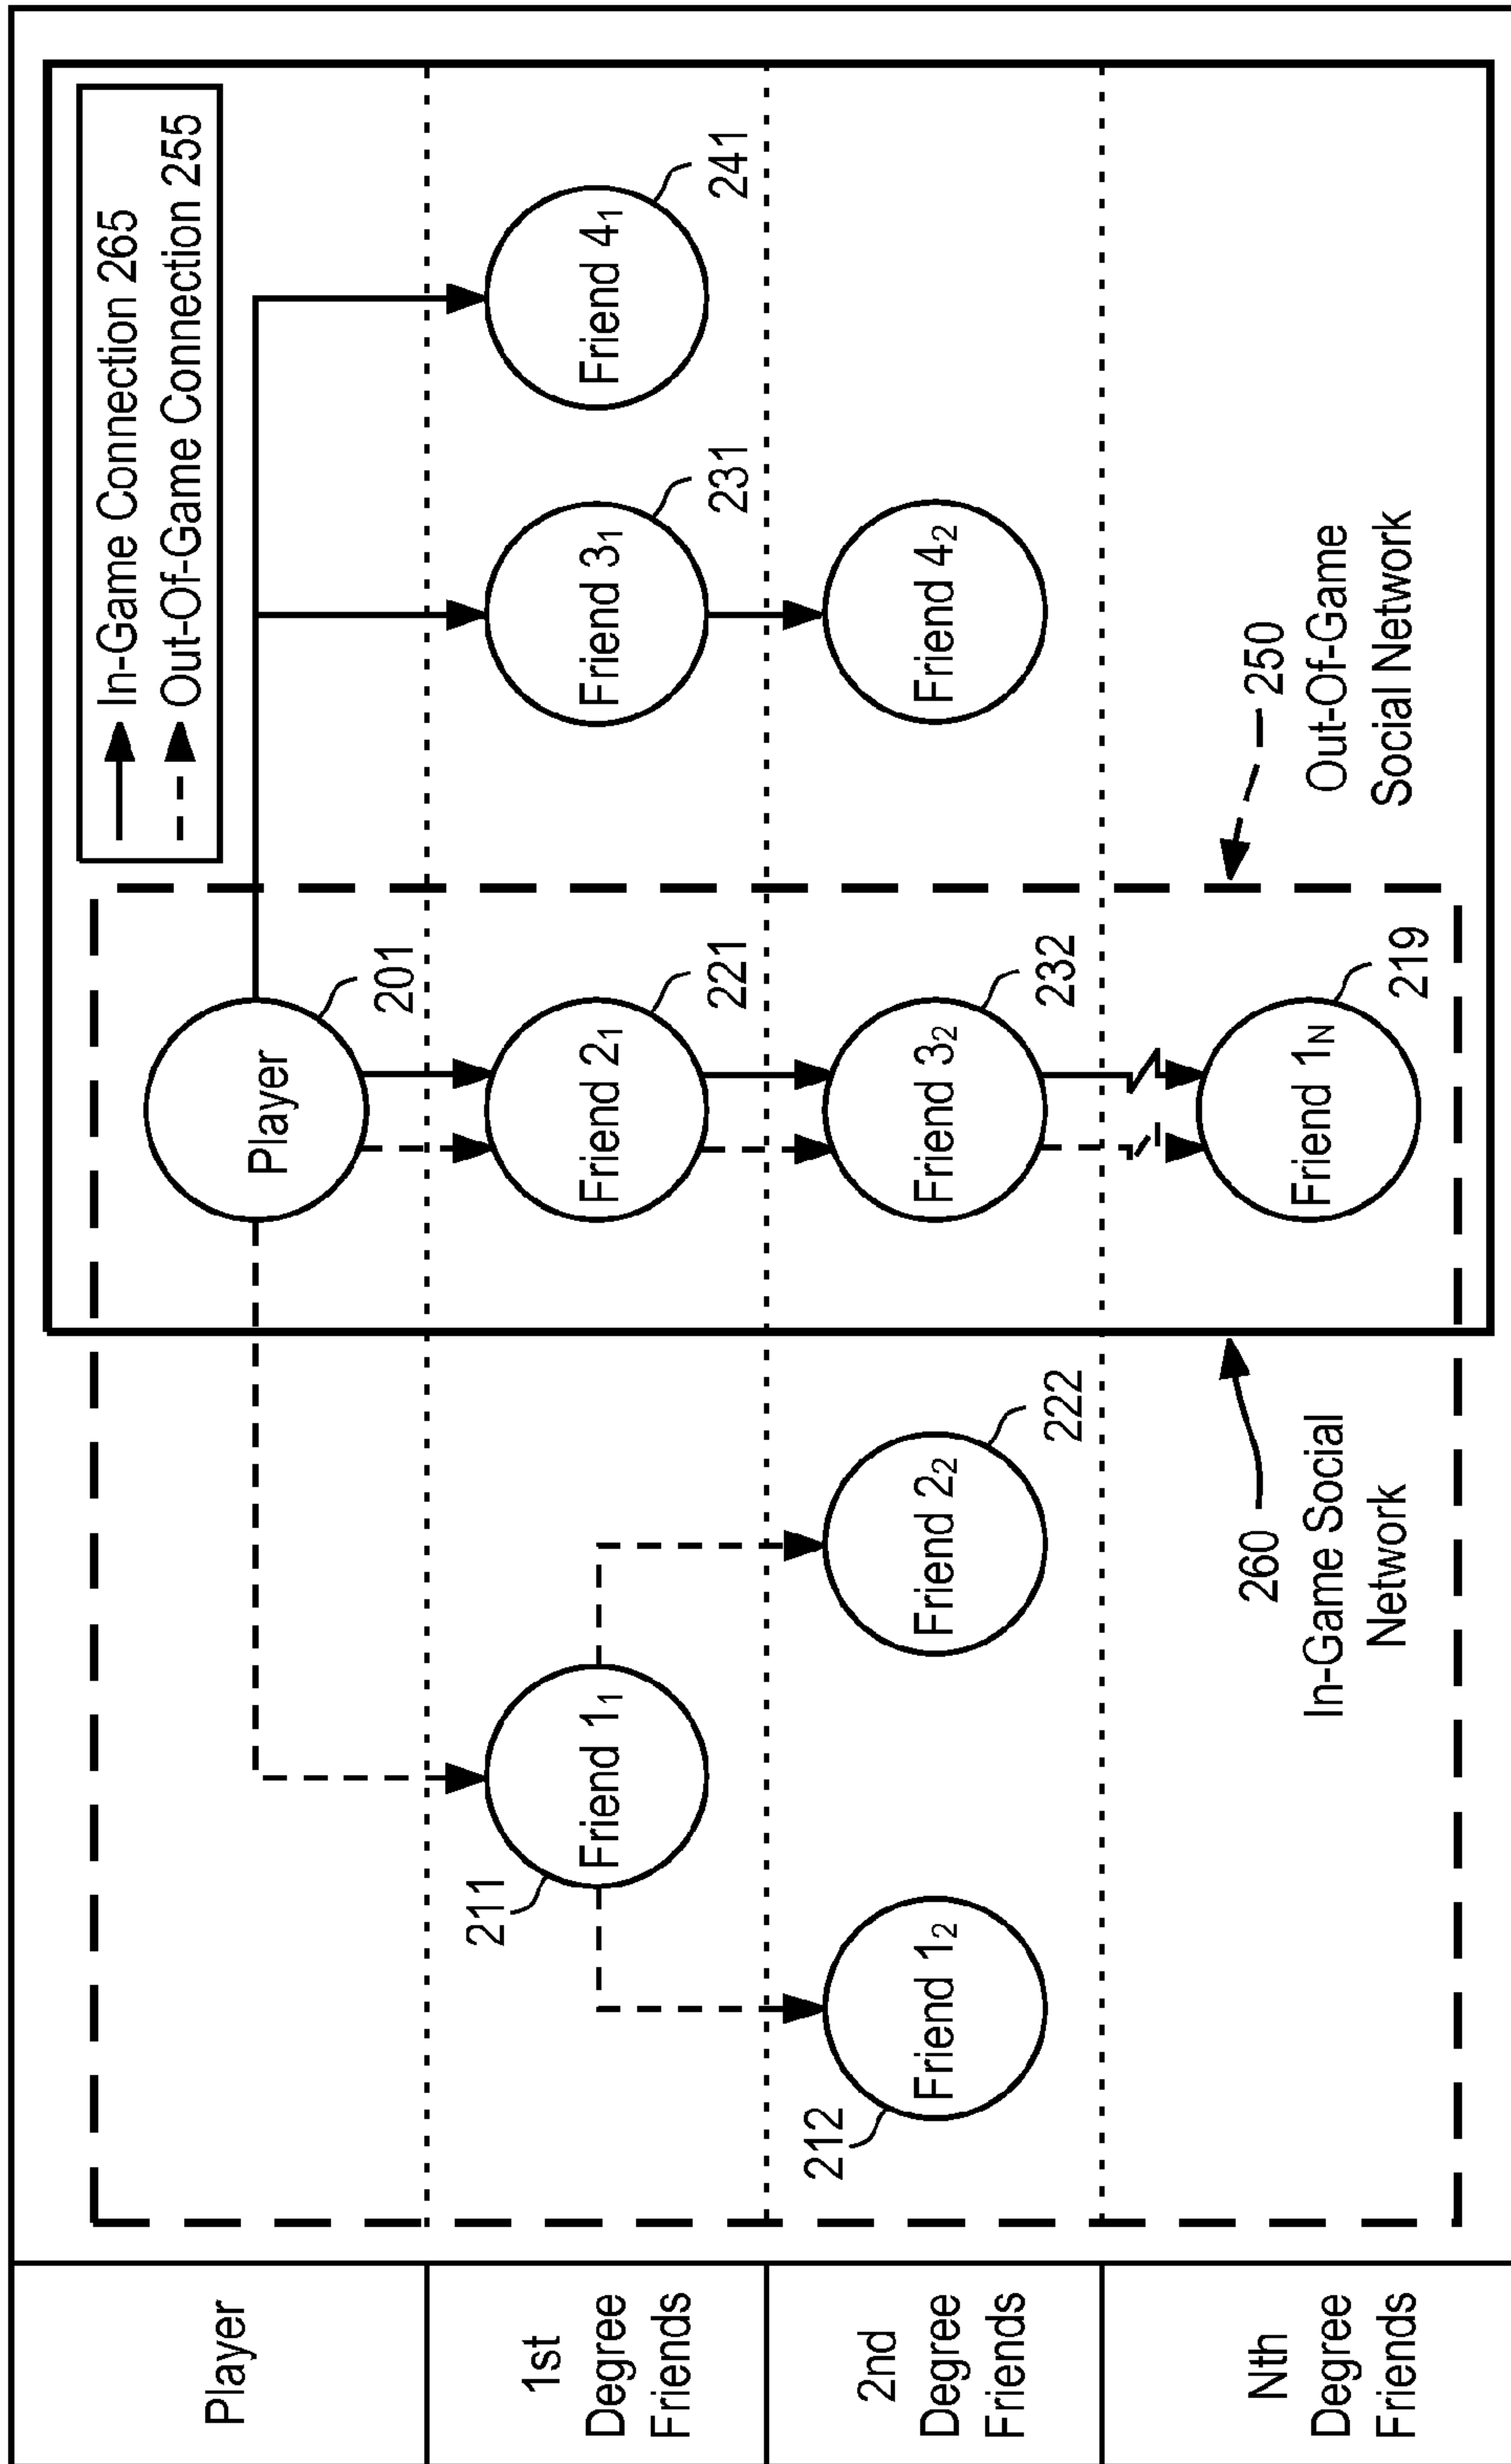 Player
1st
Degree
Friends
2nd
Degree
Friends
Nth
Degree
Friends
In-Game Connection 265
Out-Of-Game Connection 255
Player
201
211
Friend 1₁
Friend 2₁
221
Friend 3₁
231
Friend 4₁
241
212
Friend 1₂
Friend 2₂
222
Friend 3₂
232
Friend 4₂
260
In-Game Social
Network
Friend 1N
219
250
Out-Of-Game
Social Network